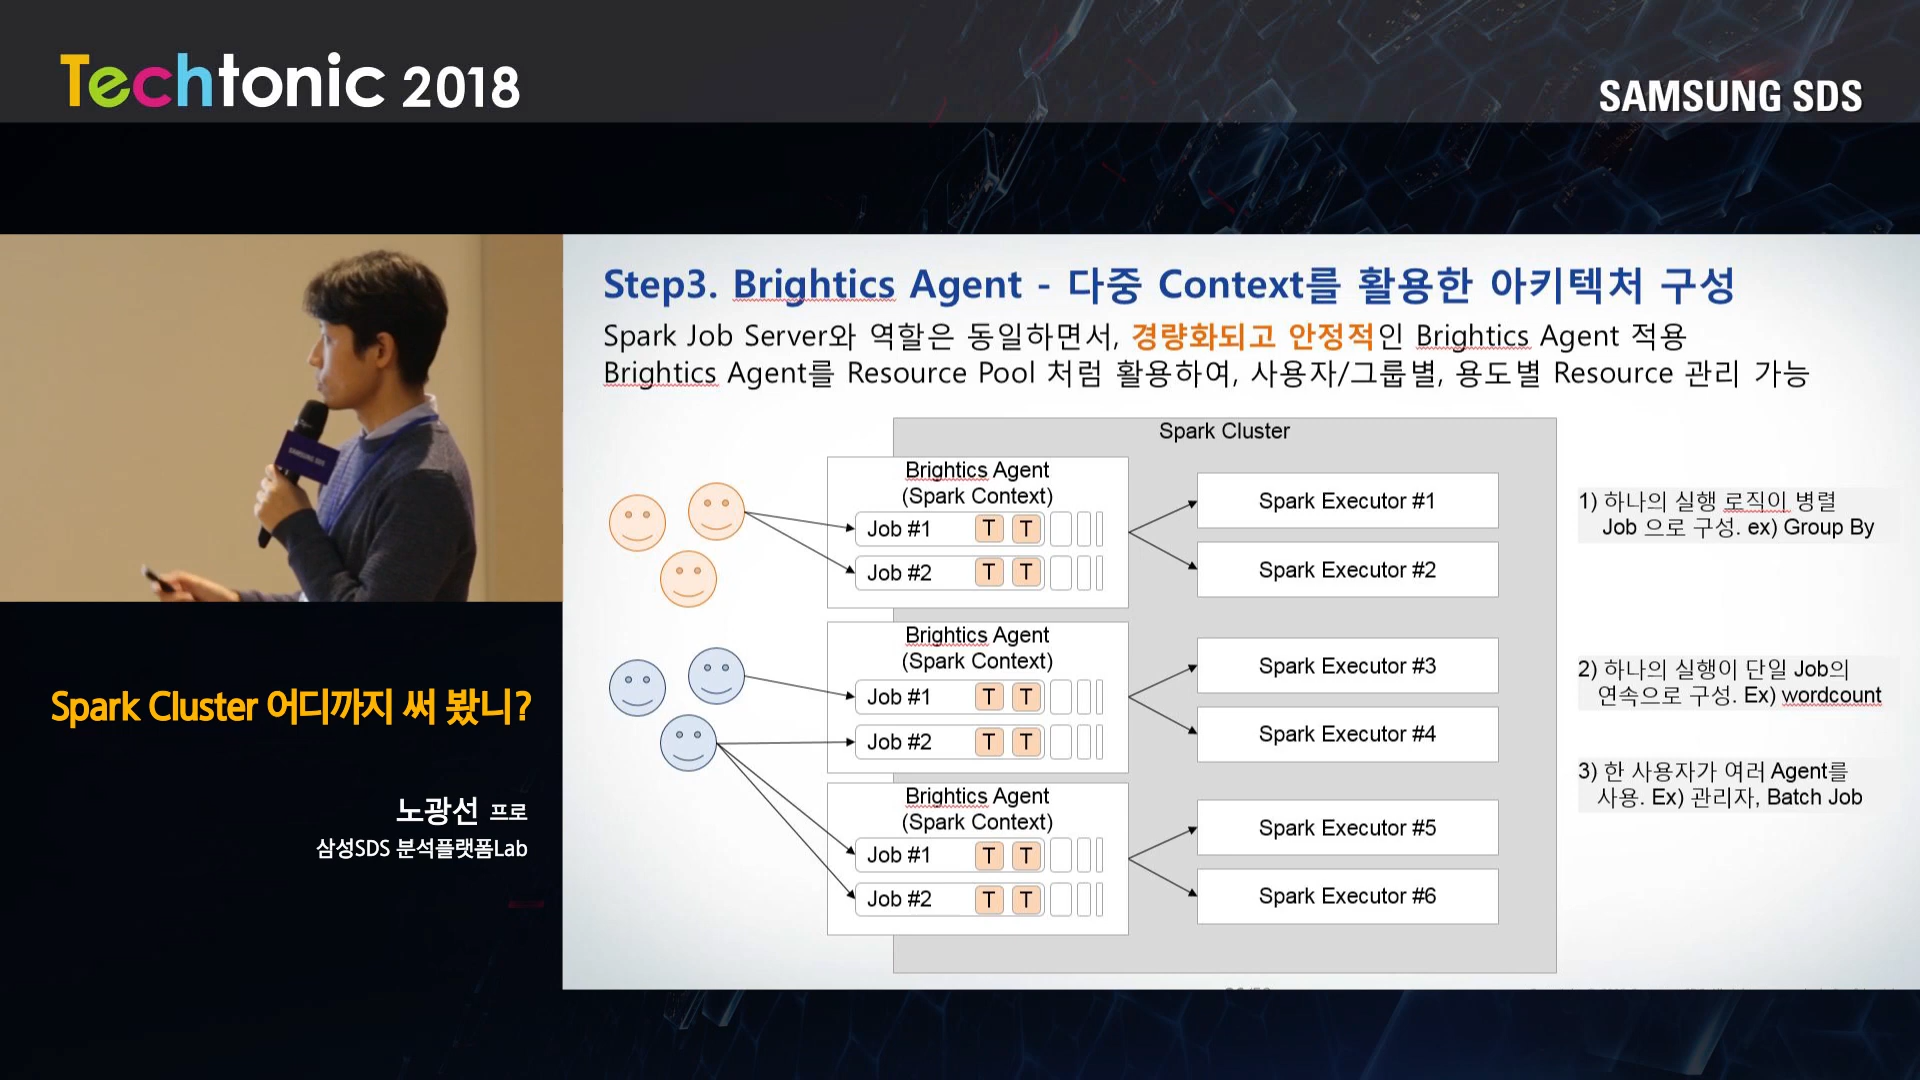 Techtonic 2018
SAMSUNG SDS
SAMSUNG SDS
Spark Cluster 어디까지 써 봤니?
노광선 프로
삼성SDS 분석플랫폼Lab
Step3. Brightics Agent - 다중 Context를 활용한 아키텍처 구성
Spark Job Server와 역할은 동일하면서, 경량화되고 안정적인 Brightics Agent 적용
Brightics Agent를 Resource Pool 처럼 활용하여, 사용자/그룹별, 용도별 Resource 관리 가능
Spark Cluster
Brightics Agent
(Spark Context)
Job #1 T T
Job #2 T T
Spark Executor #1
Spark Executor #2
1) 하나의 실행 로직이 병렬
Job 으로 구성. ex) Group By
Brightics Agent
(Spark Context)
Job #1 T T
Job #2 T T
Spark Executor #3
Spark Executor #4
2) 하나의 실행이 단일 Job의
연속으로 구성. Ex) wordcount
Brightics Agent
(Spark Context)
Job #1 T T
Job #2 T T
Spark Executor #5
Spark Executor #6
3) 한 사용자가 여러 Agent를
사용. Ex) 관리자, Batch Job